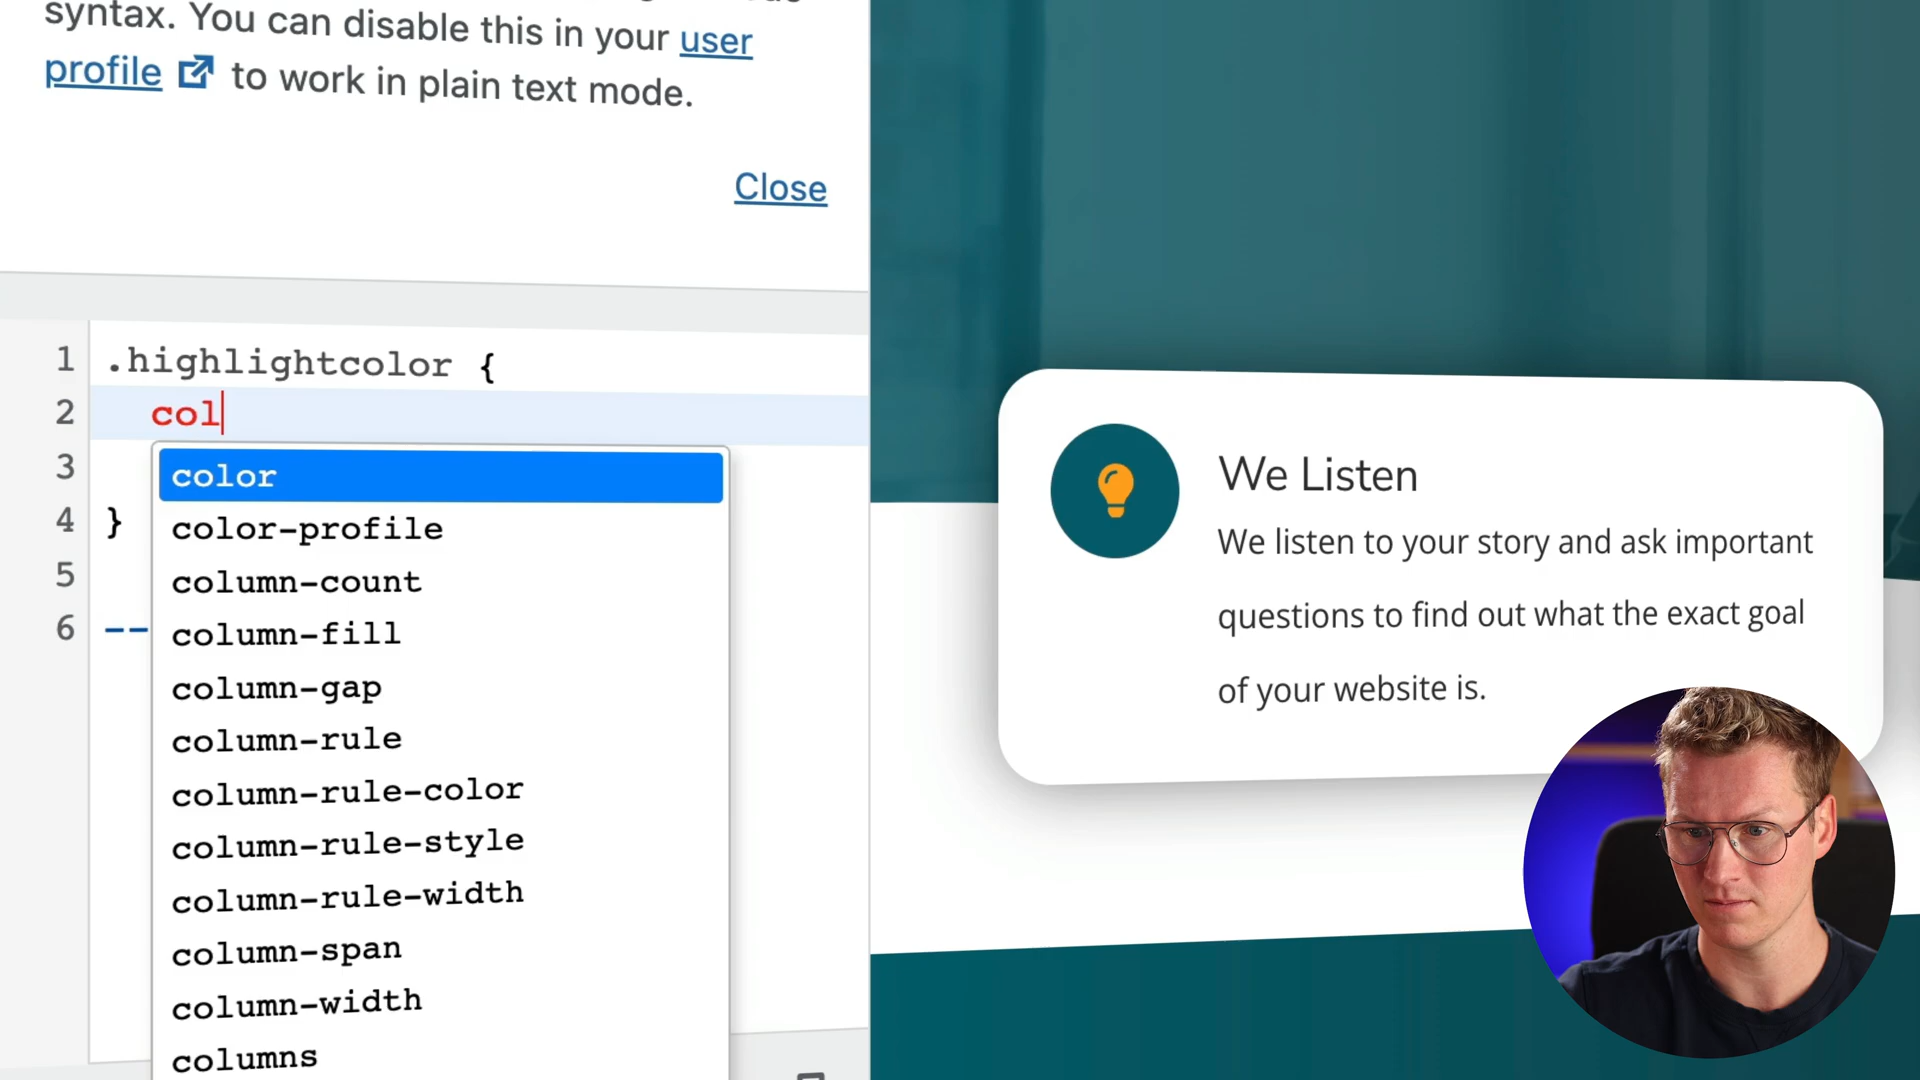 syntax. You can disable this in your user
profile to work in plain text mode.
Close
1 .highlightcolor {
2 col
3
4 }
5
6 --
color
color-profile
column-count
column-fill
column-gap
column-rule
column-rule-color
column-rule-style
column-rule-width
column-span
column-width
columns
We Listen
We listen to your story and ask important
questions to find out what the exact goal
of your website is.